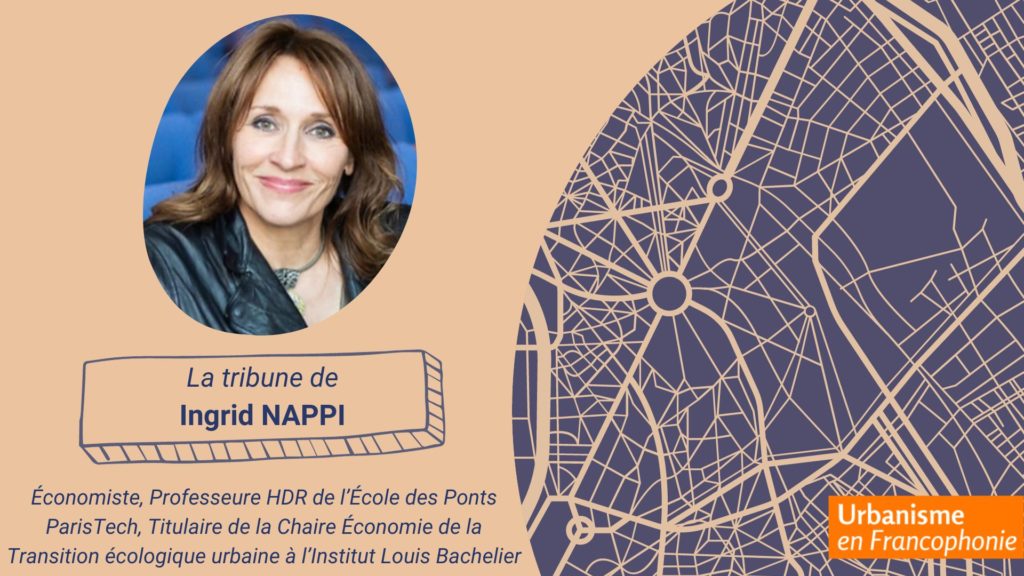 La tribune de
Ingrid NAPPI
Économiste, Professeure HDR de l'École des Ponts
ParisTech, Titulaire de la Chaire Économie de la
Transition écologique urbaine à l'Institut Louis Bachelier
Urbanisme
en Francophonie